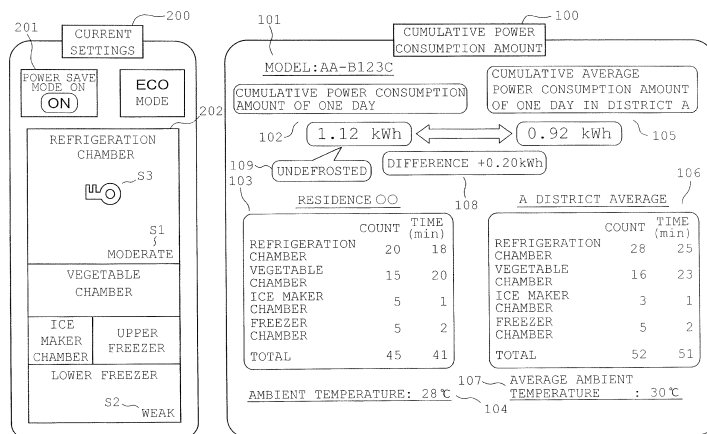 200
CURRENT
SETTINGS
201
POWER SAVE
MODE ON
ON
ECO
MODE
202
REFRIGERATION
CHAMBER
S3
S1
MODERATE
VEGETABLE
CHAMBER
ICE
MAKER
CHAMBER
UPPER
FREEZER
LOWER FREEZER
S2
WEAK
100
CUMULATIVE POWER
CONSUMPTION AMOUNT
101
MODEL:AA-B123C
CUMULATIVE POWER CONSUMPTION
AMOUNT OF ONE DAY
CUMULATIVE AVERAGE
POWER CONSUMPTION AMOUNT
OF ONE DAY IN DISTRICT A
102
1.12 kWh
0.92 kWh
105
109
UNDEFROSTED
DIFFERENCE +0.20kWh
108
103
RESIDENCE ○○
COUNT TIME
(min)
REFRIGERATION
CHAMBER 20 18
VEGETABLE
CHAMBER 15 20
ICE MAKER
CHAMBER 5 1
FREEZER
CHAMBER 5 2
TOTAL 45 41
AMBIENT TEMPERATURE: 28℃
104
106
A DISTRICT AVERAGE
COUNT TIME
(min)
REFRIGERATION
CHAMBER 28 25
VEGETABLE
CHAMBER 16 23
ICE MAKER
CHAMBER 3 1
FREEZER
CHAMBER 5 2
TOTAL 52 51
107
AVERAGE AMBIENT
TEMPERATURE : 30℃